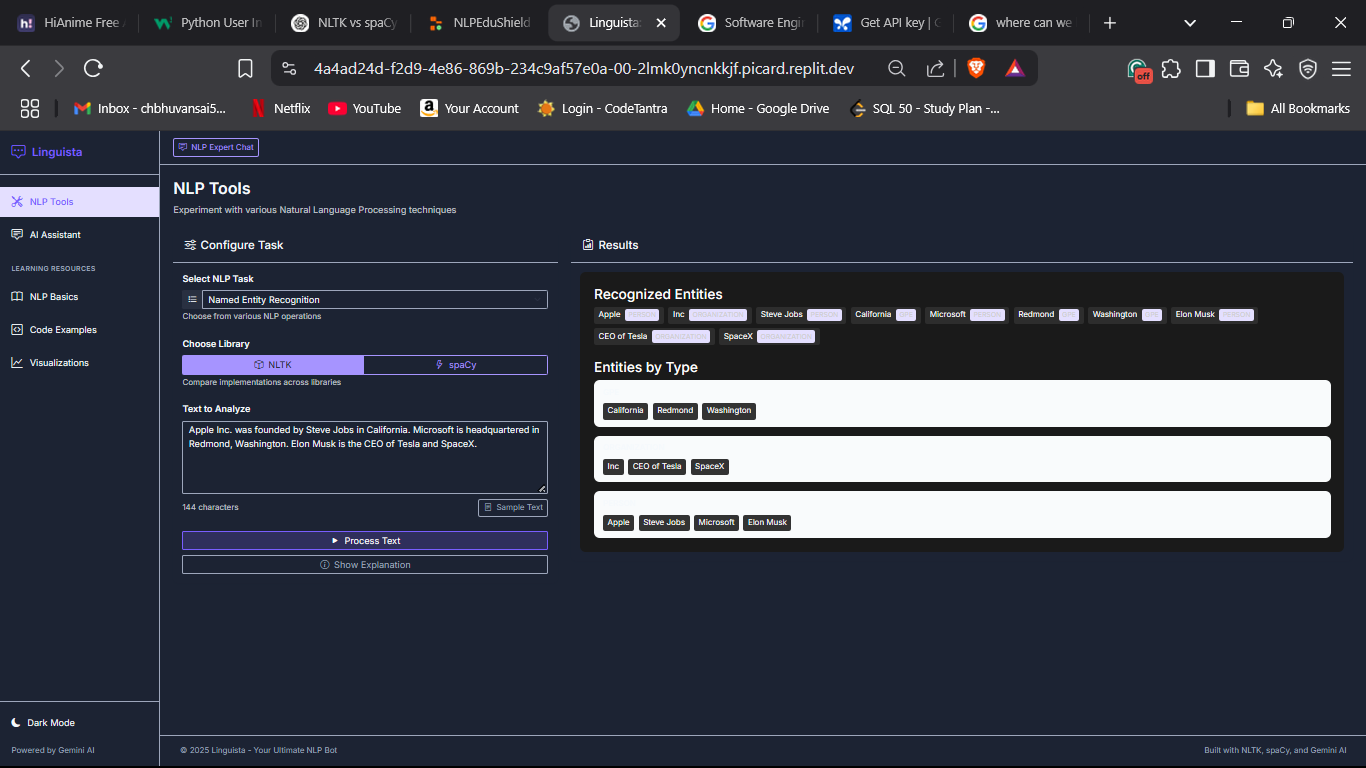 HiAnime Free
Python User In
NLTK vs spaCy
NLPEduShield
Linguista:
Software Engi
Get API key |
where can we
4a4ad24d-f2d9-4e86-869b-234c9af57e0a-00-2lmk0yncnkkjf.picard.replit.dev
off
Inbox - chbhuvansai5...
Netflix
YouTube
Your Account
Login - CodeTantra
Home - Google Drive
SQL 50 - Study Plan -...
All Bookmarks
Linguista
NLP Expert Chat
NLP Tools
AI Assistant
LEARNING RESOURCES
NLP Basics
Code Examples
Visualizations
Dark Mode
Powered by Gemini AI
NLP Tools
Experiment with various Natural Language Processing techniques
Configure Task
Select NLP Task
Named Entity Recognition
Choose from various NLP operations
Choose Library
NLTK spaCy
Compare implementations across libraries
Text to Analyze
Apple Inc. was founded by Steve Jobs in California. Microsoft is headquartered in
Redmond, Washington. Elon Musk is the CEO of Tesla and SpaceX.
144 characters
Sample Text
Process Text
Show Explanation
Results
Recognized Entities
Apple PERSON Inc ORGANIZATION Steve Jobs PERSON California GPE Microsoft PERSON Redmond GPE Washington GPE Elon Musk PERSON
CEO of Tesla ORGANIZATION SpaceX ORGANIZATION
Entities by Type
California Redmond Washington
Inc CEO of Tesla SpaceX
Apple Steve Jobs Microsoft Elon Musk
© 2025 Linguista - Your Ultimate NLP Bot
Built with NLTK, spaCy, and Gemini AI